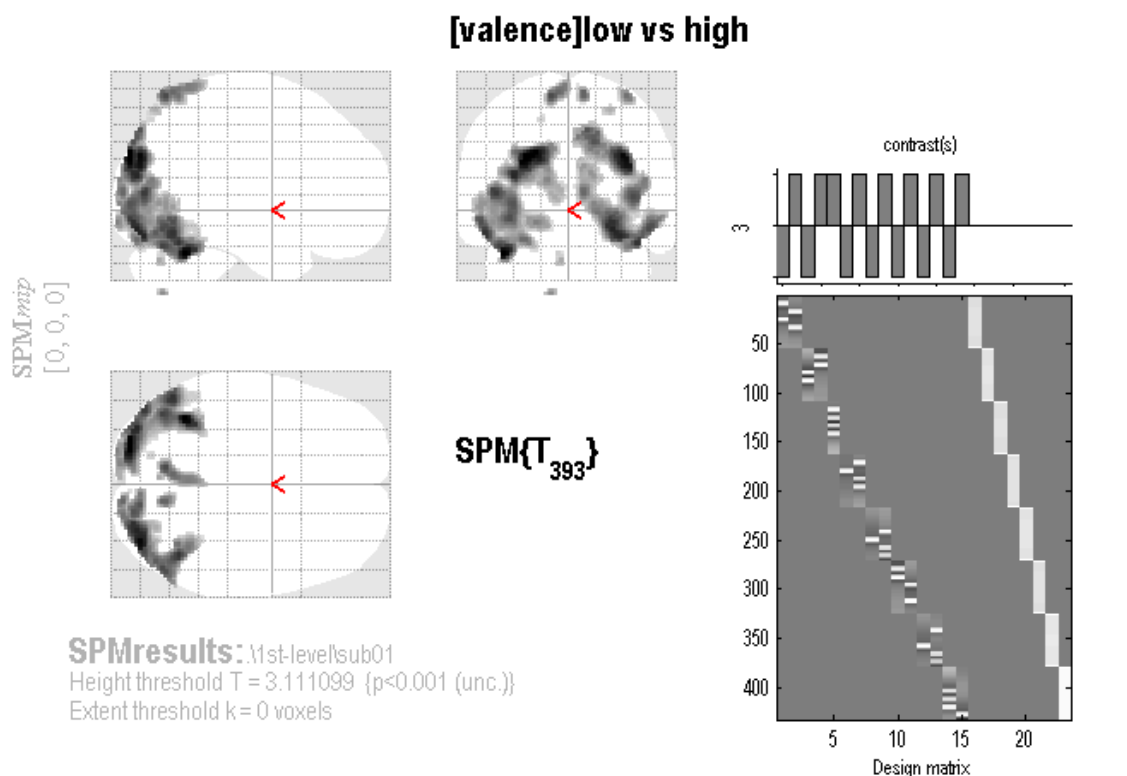 [valence]low vs high
contrast(s)
3
SPMmip
[0, 0, 0]
SPM{T393}
50
100
150
200
250
300
350
400
5 10 15 20
Design matrix
SPMresults: .\1st-level\sub01
Height threshold T = 3.111099 {p<0.001 (unc.)}
Extent threshold k = 0 voxels